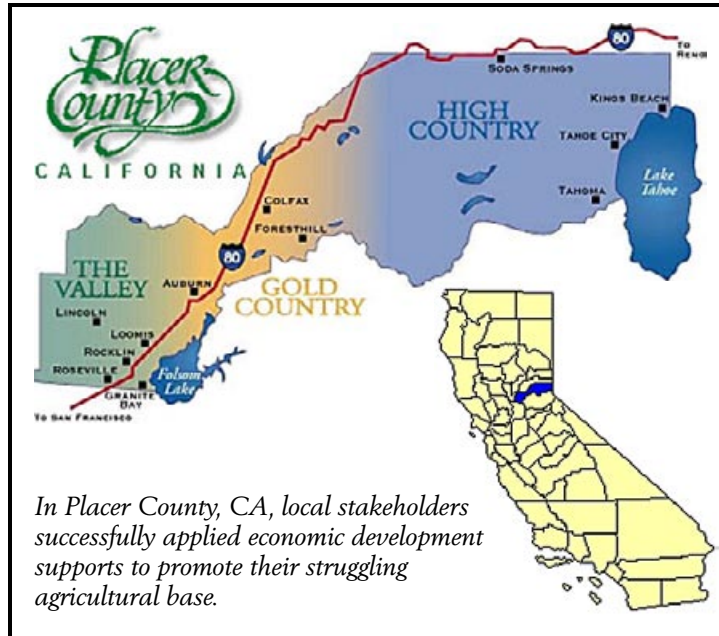 Placer
County
CALIFORNIA
80
TO
RENO
SODA SPRINGS
HIGH
COUNTRY
KINGS BEACH
TAHOE CITY
Lake
Tahoe
TAHOMA
COLFAX
FORESTHILL
80
THE
VALLEY
AUBURN
GOLD
COUNTRY
LINCOLN
LOOMIS
ROCKLIN
ROSEVILLE
Folsom
Lake
GRANITE
BAY
TO SAN FRANCISCO
In Placer County, CA, local stakeholders
successfully applied economic development
supports to promote their struggling
agricultural base.